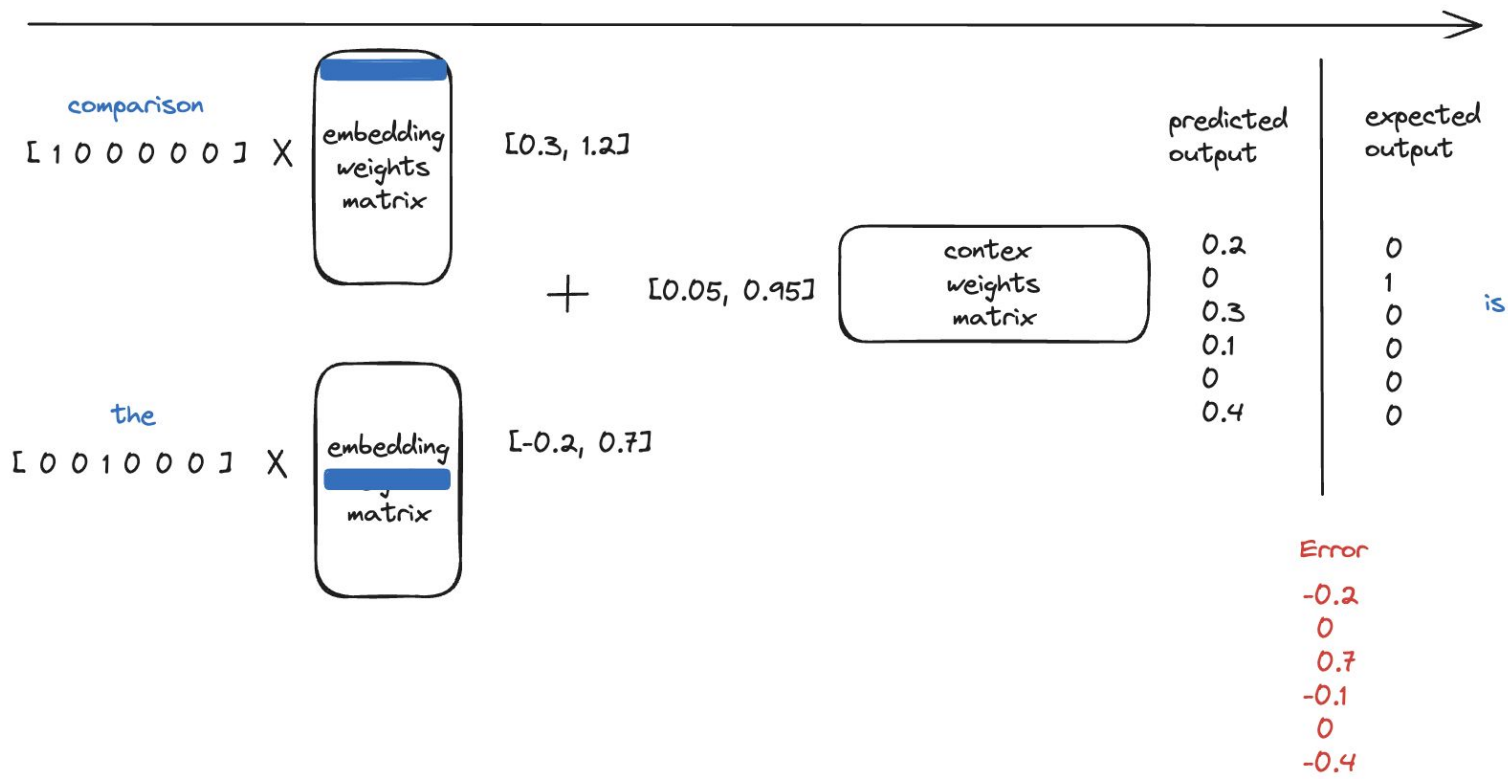 comparison
[ 1 0 0 0 0 0 ] X
embedding
weights
matrix
[0.3, 1.2]
+
[0.05, 0.95]
contex
weights
matrix
the
[ 0 0 1 0 0 0 ] X
embedding
matrix
[-0.2, 0.7]
predicted
output
0.2
0
0.3
0.1
0
0.4
expected
output
0
1
0
0
0
0
is
Error
-0.2
0
0.7
-0.1
0
-0.4